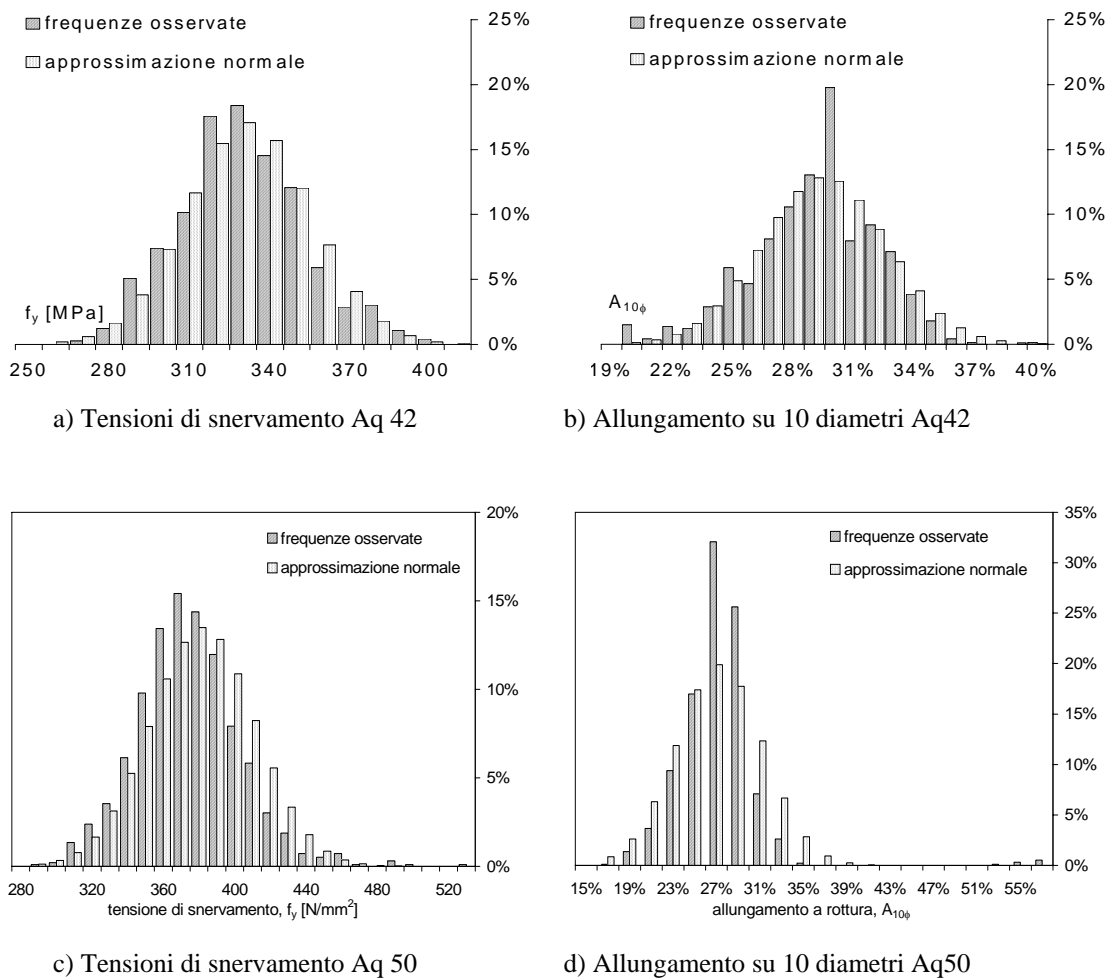 frequenze osservate
approssimazione normale
25%
20%
15%
10%
5%
0%
f_y [MPa]
250 280 310 340 370 400
a) Tensioni di snervamento Aq 42
frequenze osservate
approssimazione normale
25%
20%
15%
10%
5%
0%
A_10ϕ
19% 22% 25% 28% 31% 34% 37% 40%
b) Allungamento su 10 diametri Aq42
frequenze osservate
approssimazione normale
20%
15%
10%
5%
0%
280 320 360 400 440 480 520
tensione di snervamento, f_y [N/mm²]
c) Tensioni di snervamento Aq 50
frequenze osservate
approssimazione normale
35%
30%
25%
20%
15%
10%
5%
0%
15% 19% 23% 27% 31% 35% 39% 43% 47% 51% 55%
allungamento a rottura, A_10ϕ
d) Allungamento su 10 diametri Aq50